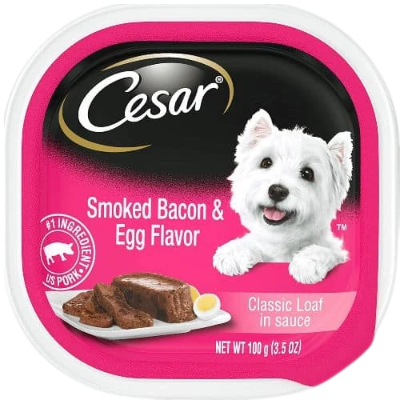 Cesar®
Smoked Bacon &
Egg Flavor
#1 INGREDIENT
US PORK
TM
Classic Loaf
in sauce
NET WT 100 g (3.5 OZ)